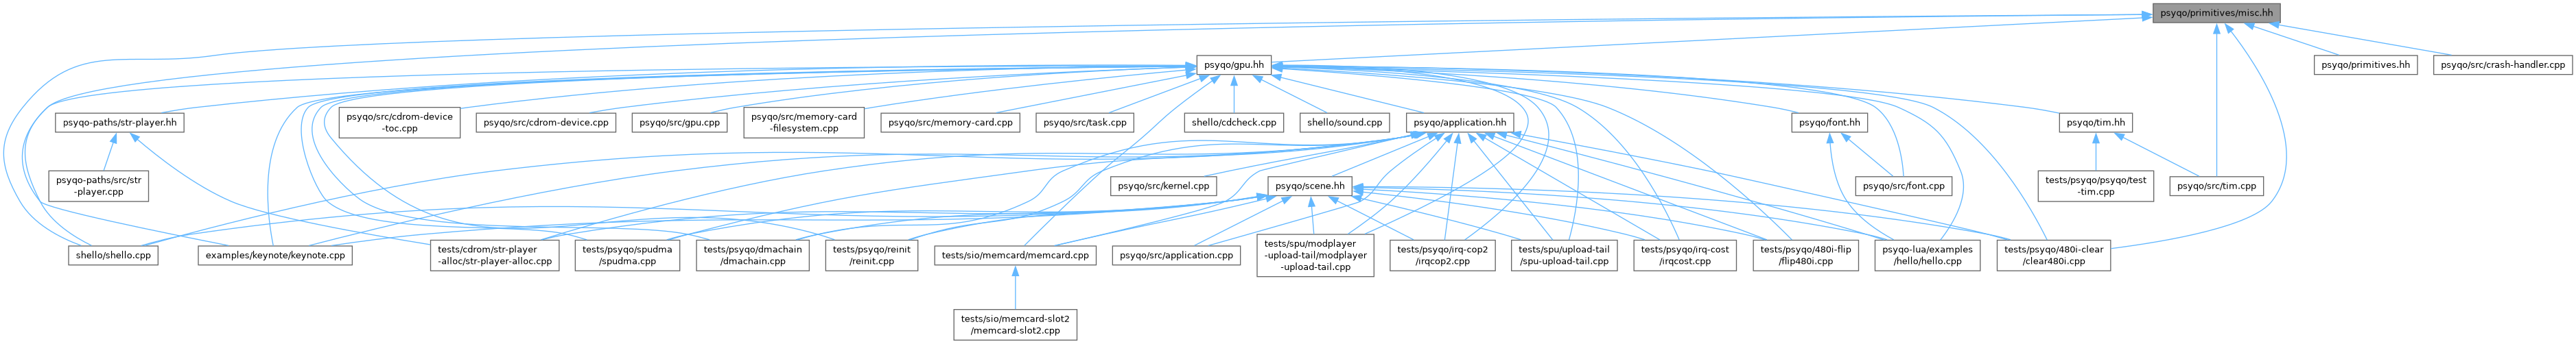 psyqo/primitives/misc.hh
psyqo/gpu.hh
psyqo/primitives.hh
psyqo/src/crash-handler.cpp
psyqo-paths/str-player.hh
psyqo/src/cdrom-device
-toc.cpp
psyqo/src/cdrom-device.cpp
psyqo/src/gpu.cpp
psyqo/src/memory-card
-filesystem.cpp
psyqo/src/memory-card.cpp
psyqo/src/task.cpp
shello/cdcheck.cpp
shello/sound.cpp
psyqo/application.hh
psyqo/font.hh
psyqo/tim.hh
psyqo-paths/src/str
-player.cpp
psyqo/src/kernel.cpp
psyqo/scene.hh
psyqo/src/font.cpp
tests/psyqo/psyqo/test
-tim.cpp
psyqo/src/tim.cpp
shello/shello.cpp
examples/keynote/keynote.cpp
tests/cdrom/str-player
-alloc/str-player-alloc.cpp
tests/psyqo/spudma
/spudma.cpp
tests/psyqo/dmachain
/dmachain.cpp
tests/psyqo/reinit
/reinit.cpp
tests/sio/memcard/memcard.cpp
psyqo/src/application.cpp
tests/spu/modplayer
-upload-tail/modplayer
-upload-tail.cpp
tests/psyqo/irq-cop2
/irqcop2.cpp
tests/spu/upload-tail
/spu-upload-tail.cpp
tests/psyqo/irq-cost
/irqcost.cpp
tests/psyqo/480i-flip
/flip480i.cpp
psyqo-lua/examples
/hello/hello.cpp
tests/psyqo/480i-clear
/clear480i.cpp
tests/sio/memcard-slot2
/memcard-slot2.cpp